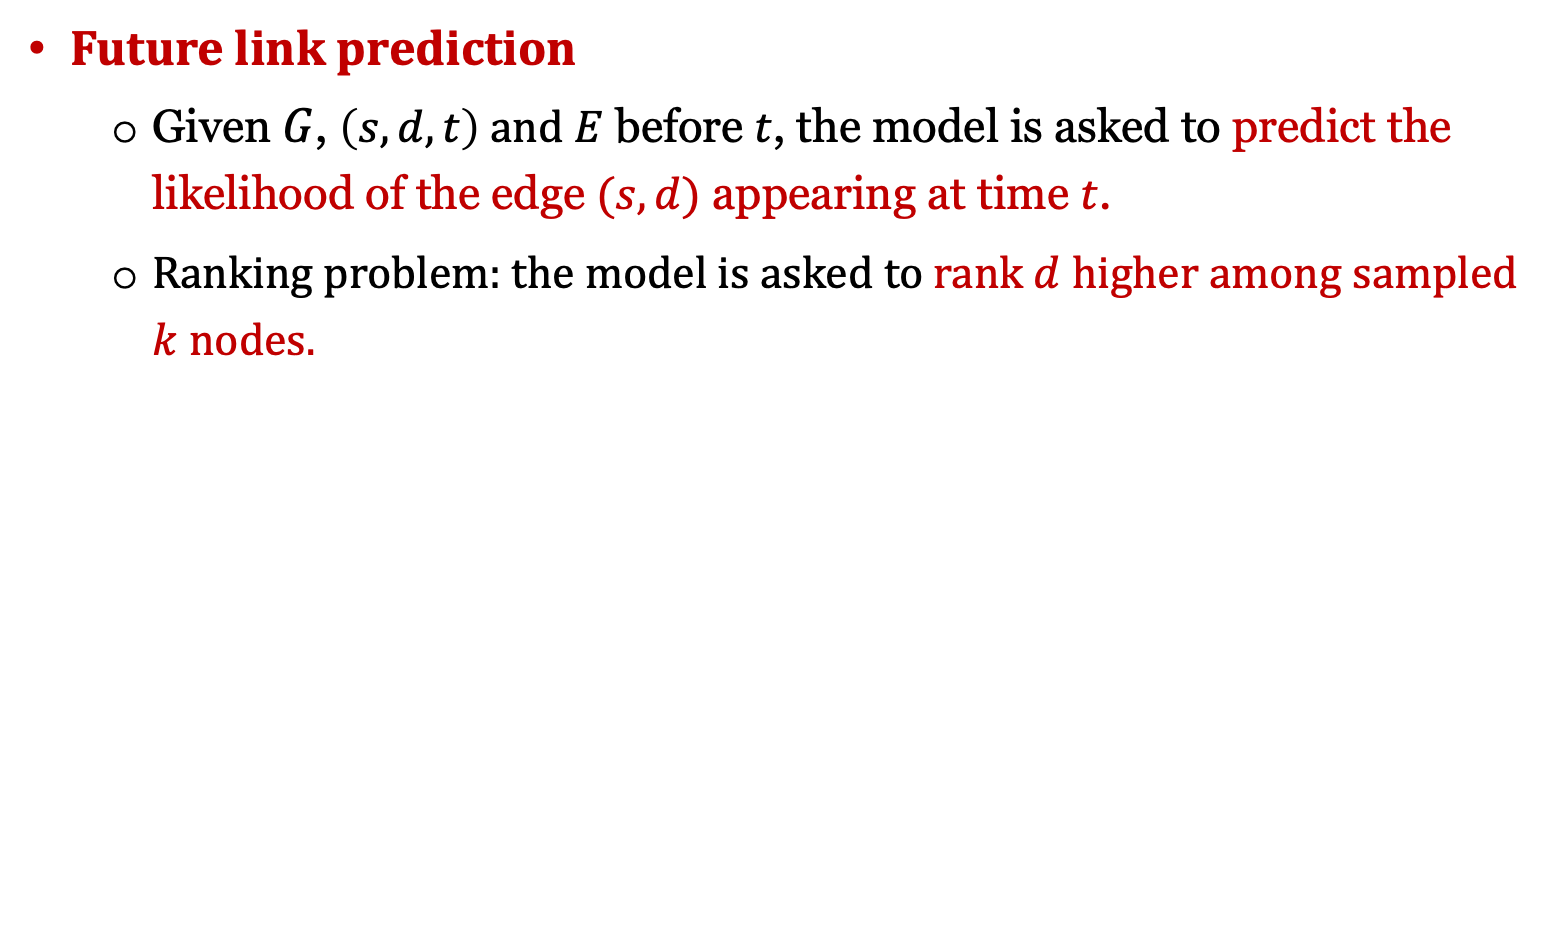 • Future link prediction
○ Given G, (s, d, t) and E before t, the model is asked to predict the
likelihood of the edge (s, d) appearing at time t.
○ Ranking problem: the model is asked to rank d higher among sampled
k nodes.